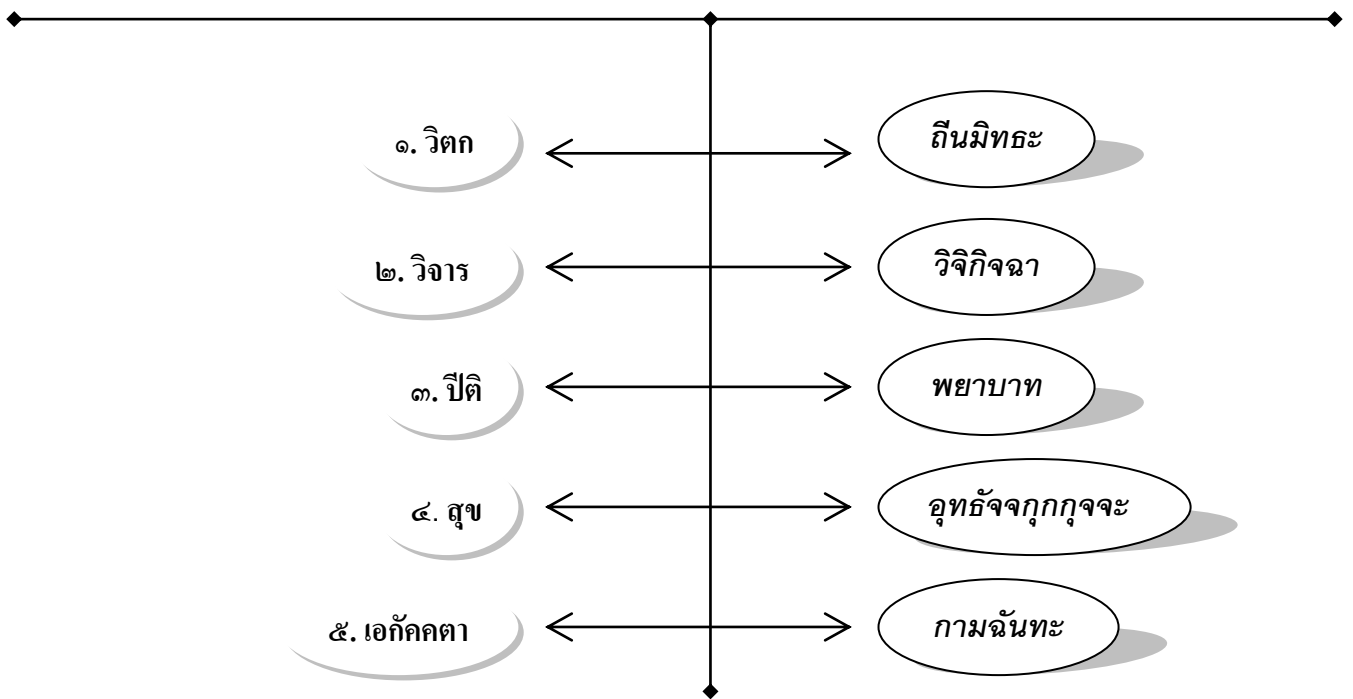 ๑. วิตก ถีนมิทธะ
๒. วิจาร วิจิกิจฉา
๓. ปีติ พยาบาท
๔. สุข อุทธัจจกุกกุจจะ
๕. เอกัคคตา กามฉันทะ